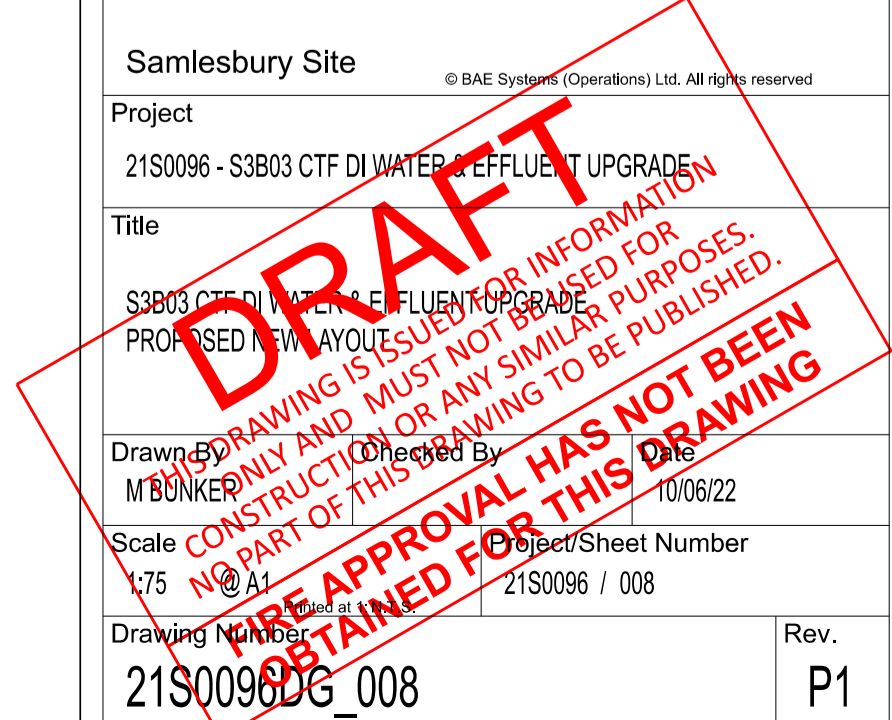 Samlesbury Site
© BAE Systems (Operations) Ltd. All rights reserved
Project
21S0096 - S3B03 CTF DI WATER & EFFLUENT UPGRADE
Title
S3B03 CTF DI WATER & EFFLUENT UPGRADE
PROPOSED NEW LAYOUT
Drawn By
Checked By
Date
M BUNKER
10/06/22
Scale
Project/Sheet Number
1:75 @ A1
21S0096 / 008
Printed at 1: N.T.S.
Drawing Number
Rev.
21S0096DG_008
P1
DRAFT
THIS DRAWING IS ISSUED FOR INFORMATION
ONLY AND MUST NOT BE USED FOR
CONSTRUCTION OR ANY SIMILAR PURPOSES.
NO PART OF THIS DRAWING TO BE PUBLISHED.
FIRE APPROVAL HAS NOT BEEN
OBTAINED FOR THIS DRAWING